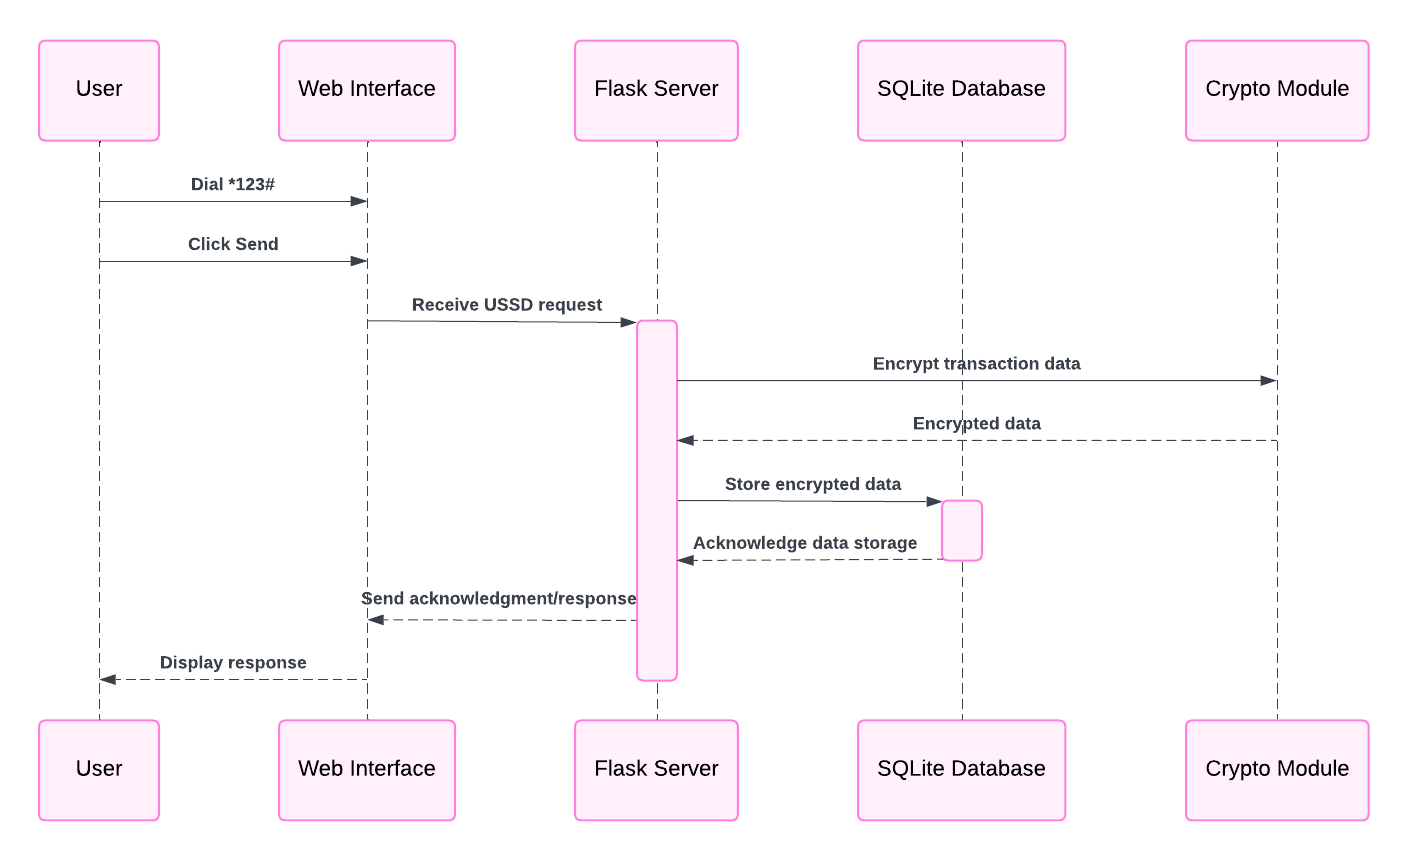 User
Web Interface
Flask Server
SQLite Database
Crypto Module
Dial *123#
Click Send
Receive USSD request
Encrypt transaction data
Encrypted data
Store encrypted data
Acknowledge data storage
Send acknowledgment/response
Display response
User
Web Interface
Flask Server
SQLite Database
Crypto Module